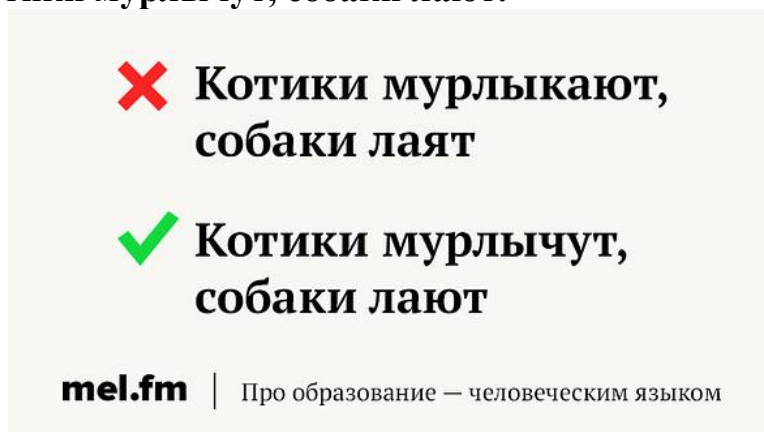 Котики мурлыкают,
собаки лаят
Котики мурлычут,
собаки лают
mel.fm | Про образование — человеческим языком